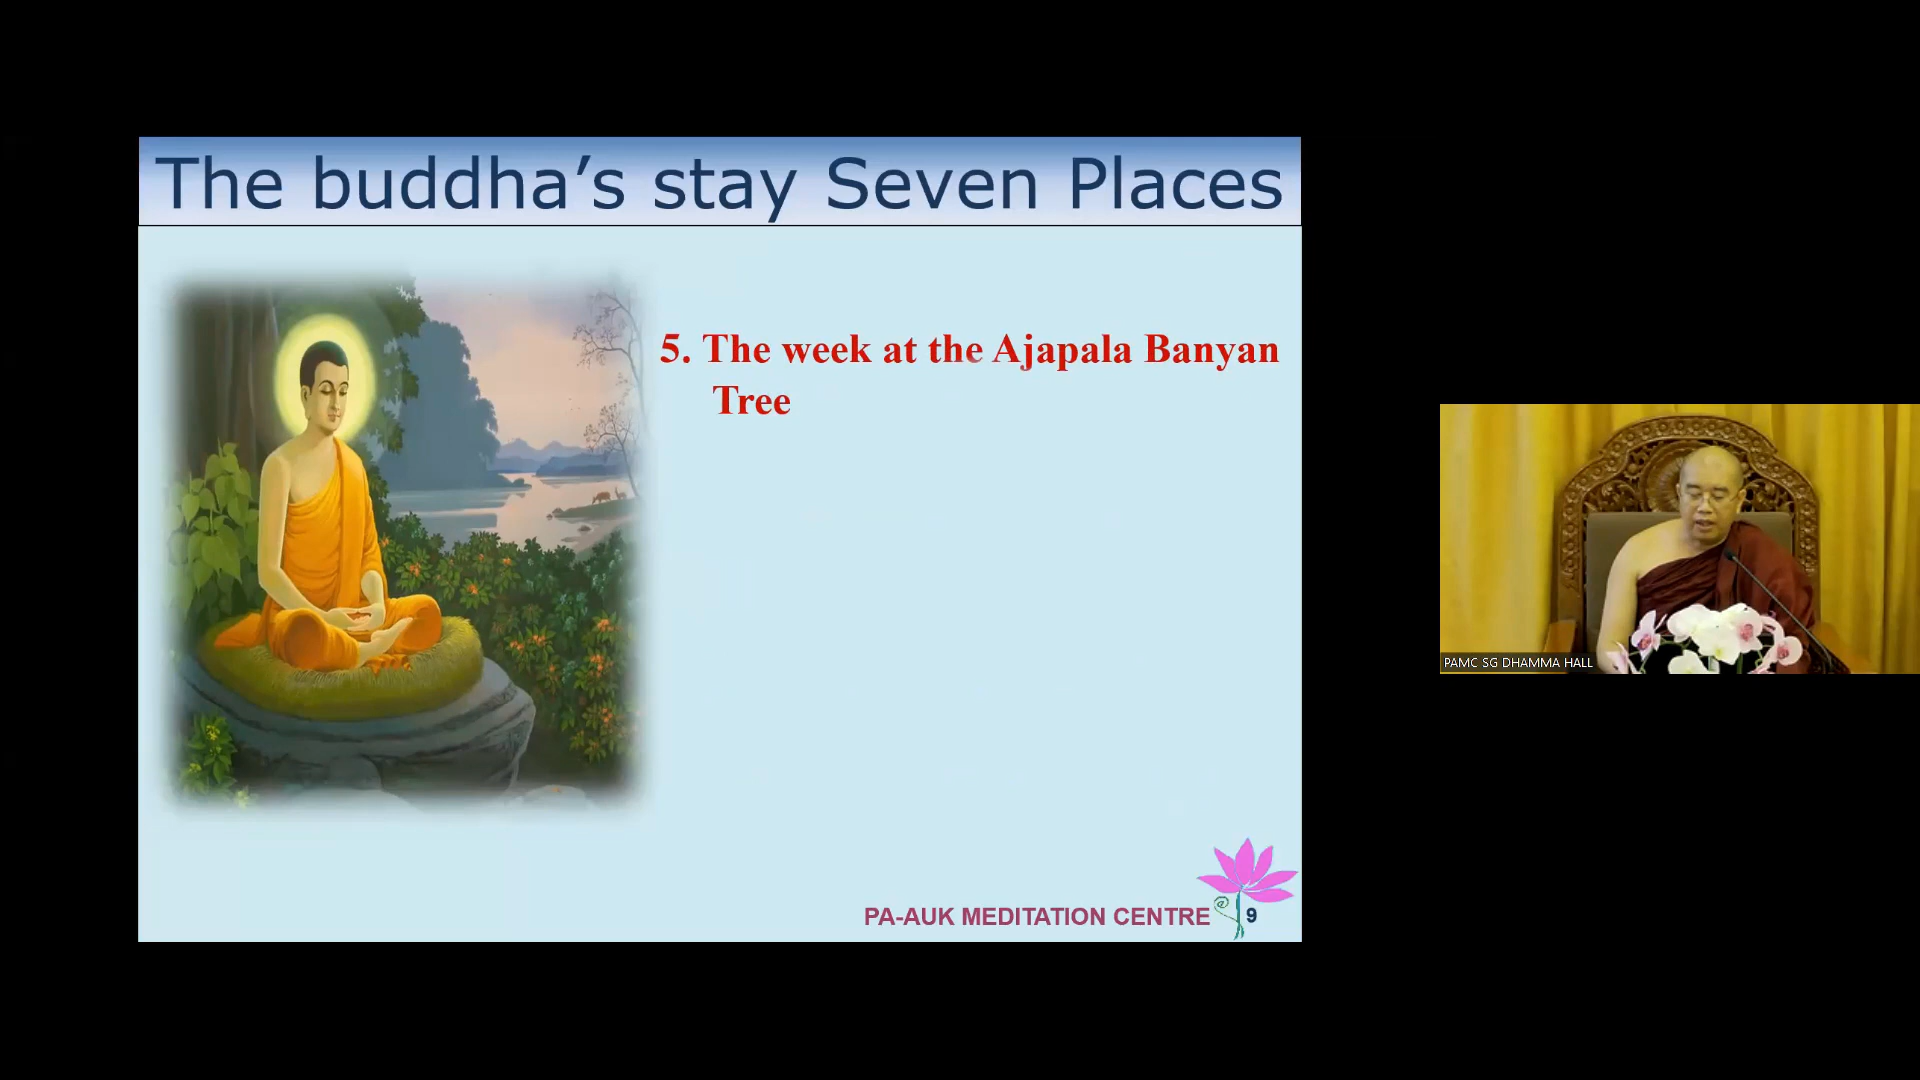 The buddha’s stay Seven Places
5. The week at the Ajapala Banyan
Tree
PA-AUK MEDITATION CENTRE
9
PAMC SG DHAMMA HALL